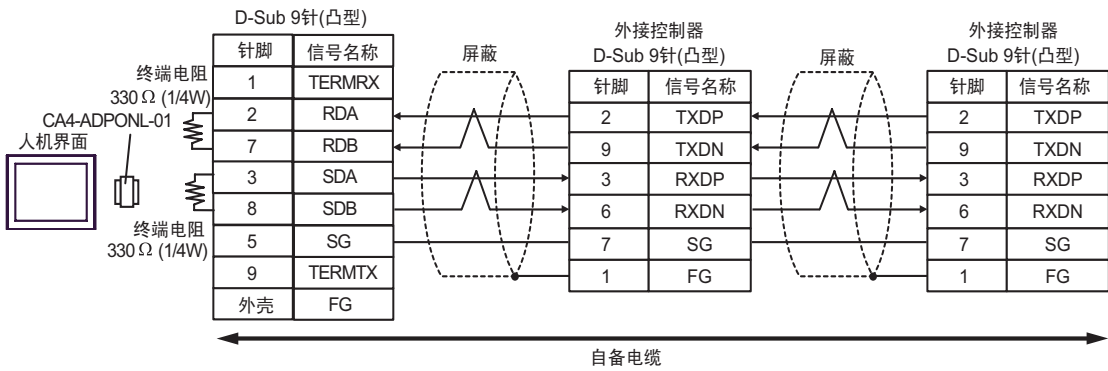 D-Sub 9针(凸型)
针脚 信号名称
1 TERMRX
2 RDA
7 RDB
3 SDA
8 SDB
5 SG
9 TERMTX
外壳 FG
终端电阻
330 Ω (1/4W)
CA4-ADPONL-01
人机界面
终端电阻
330 Ω (1/4W)
屏蔽
外接控制器
D-Sub 9针(凸型)
针脚 信号名称
2 TXDP
9 TXDN
3 RXDP
6 RXDN
7 SG
1 FG
屏蔽
外接控制器
D-Sub 9针(凸型)
针脚 信号名称
2 TXDP
9 TXDN
3 RXDP
6 RXDN
7 SG
1 FG
自备电缆